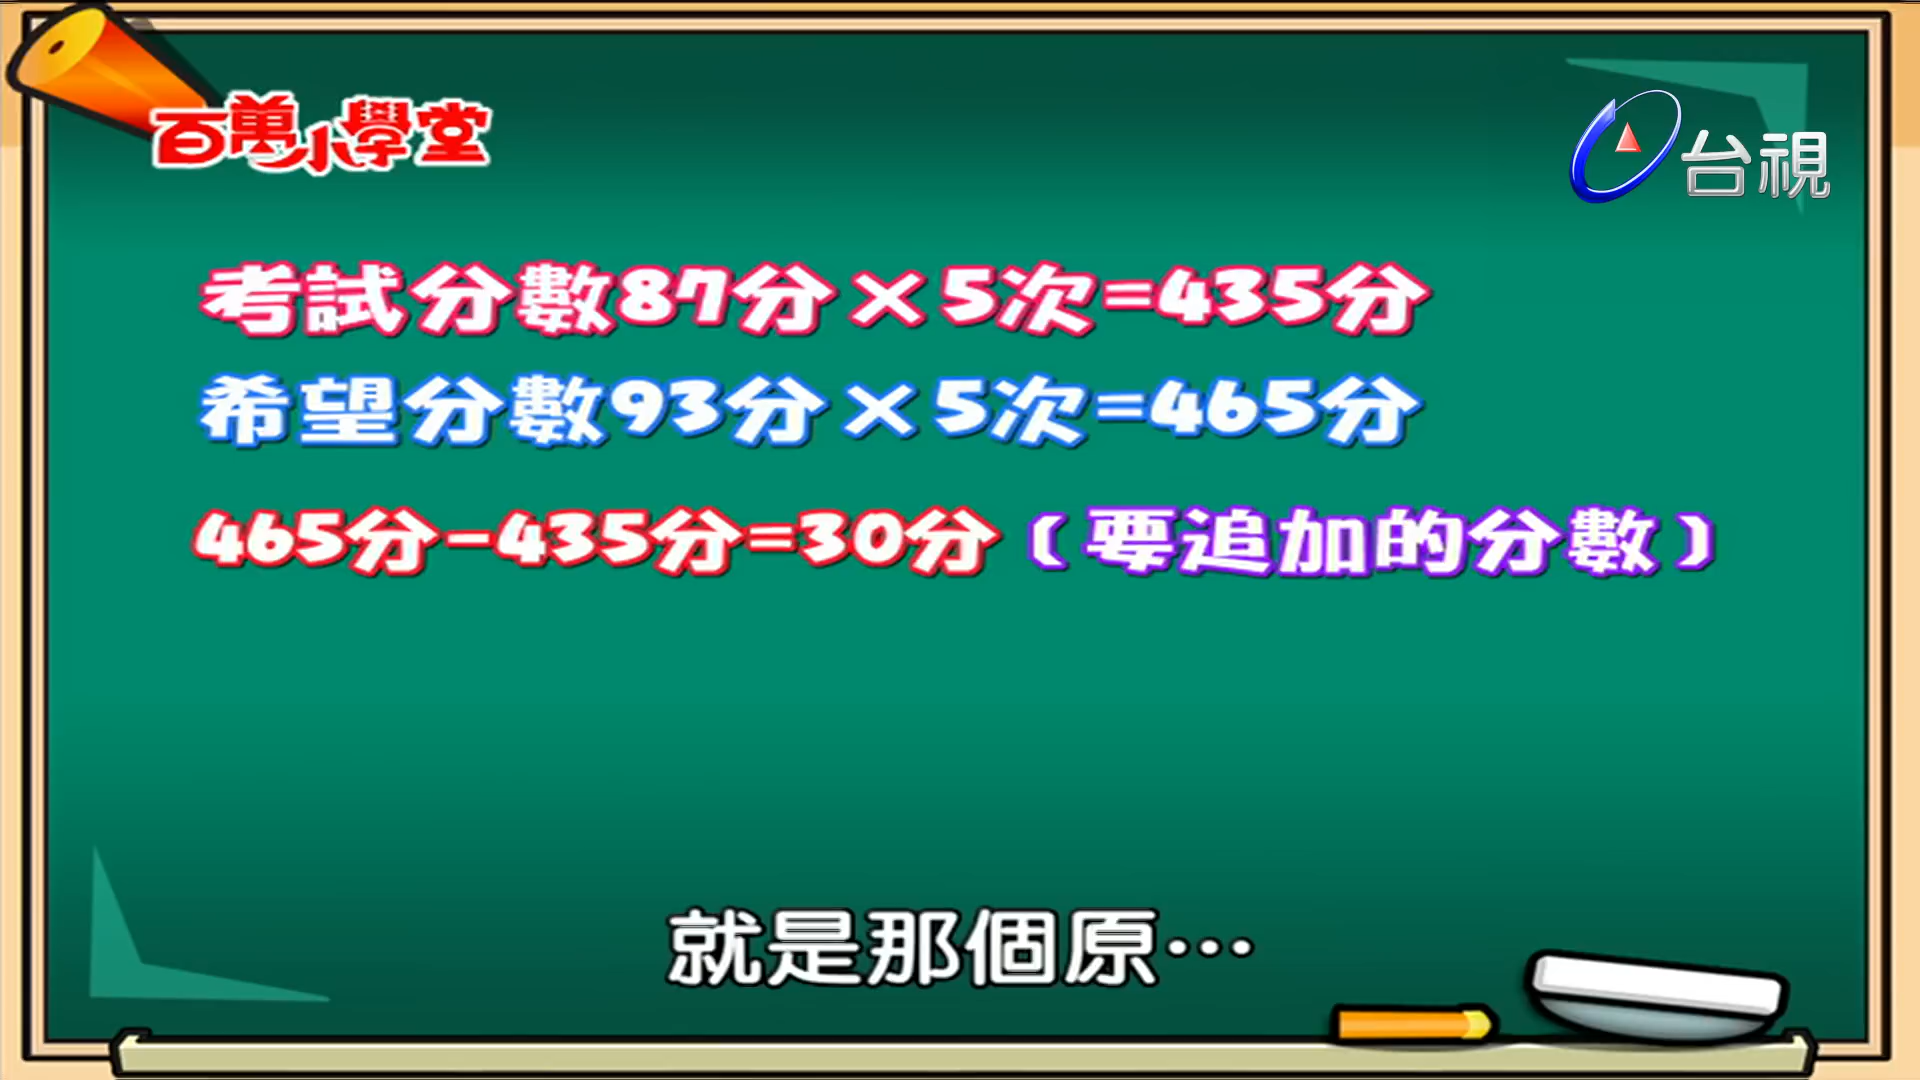 百萬小學堂
台視
考試分數87分×5次=435分
希望分數93分×5次=465分
465分-435分=30分(要追加的分數)
就是那個原…